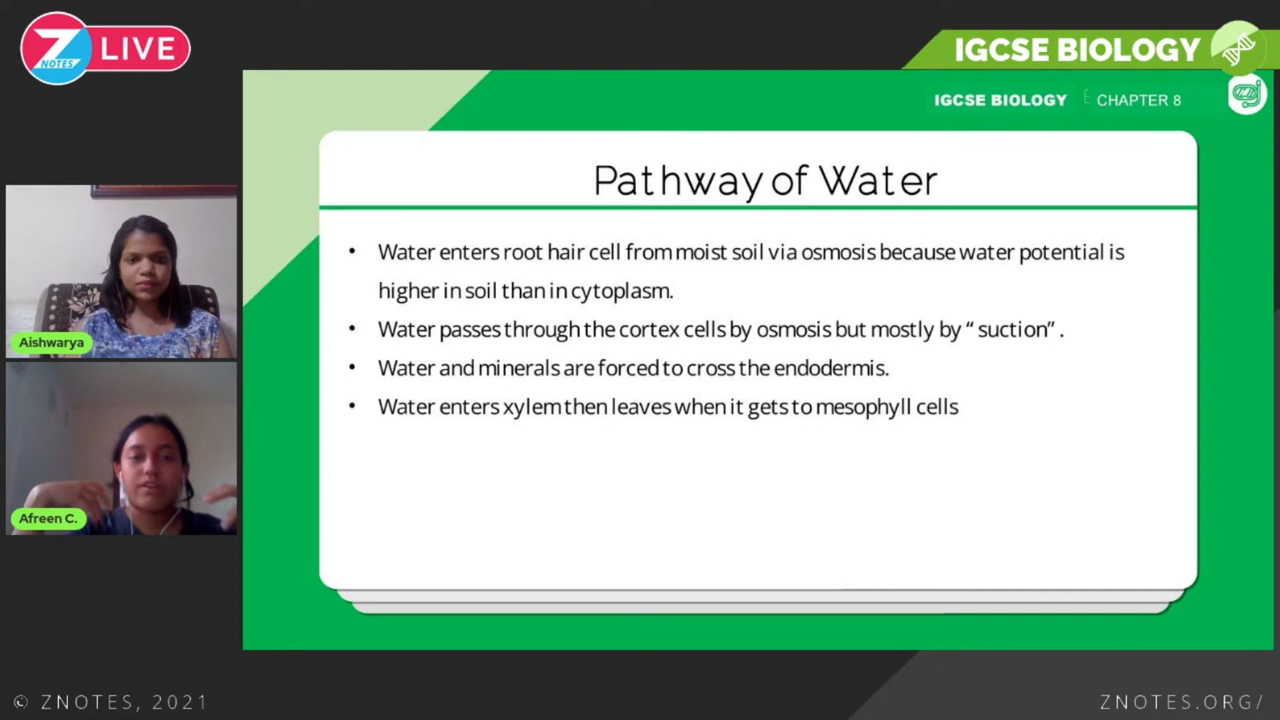 Z NOTES LIVE
IGCSE BIOLOGY
IGCSE BIOLOGY CHAPTER 8
Pathway of Water
• Water enters root hair cell from moist soil via osmosis because water potential is
higher in soil than in cytoplasm.
• Water passes through the cortex cells by osmosis but mostly by “ suction” .
• Water and minerals are forced to cross the endodermis.
• Water enters xylem then leaves when it gets to mesophyll cells
Aishwarya
Afreen C.
© ZNOTES, 2021
ZNOTES.ORG/